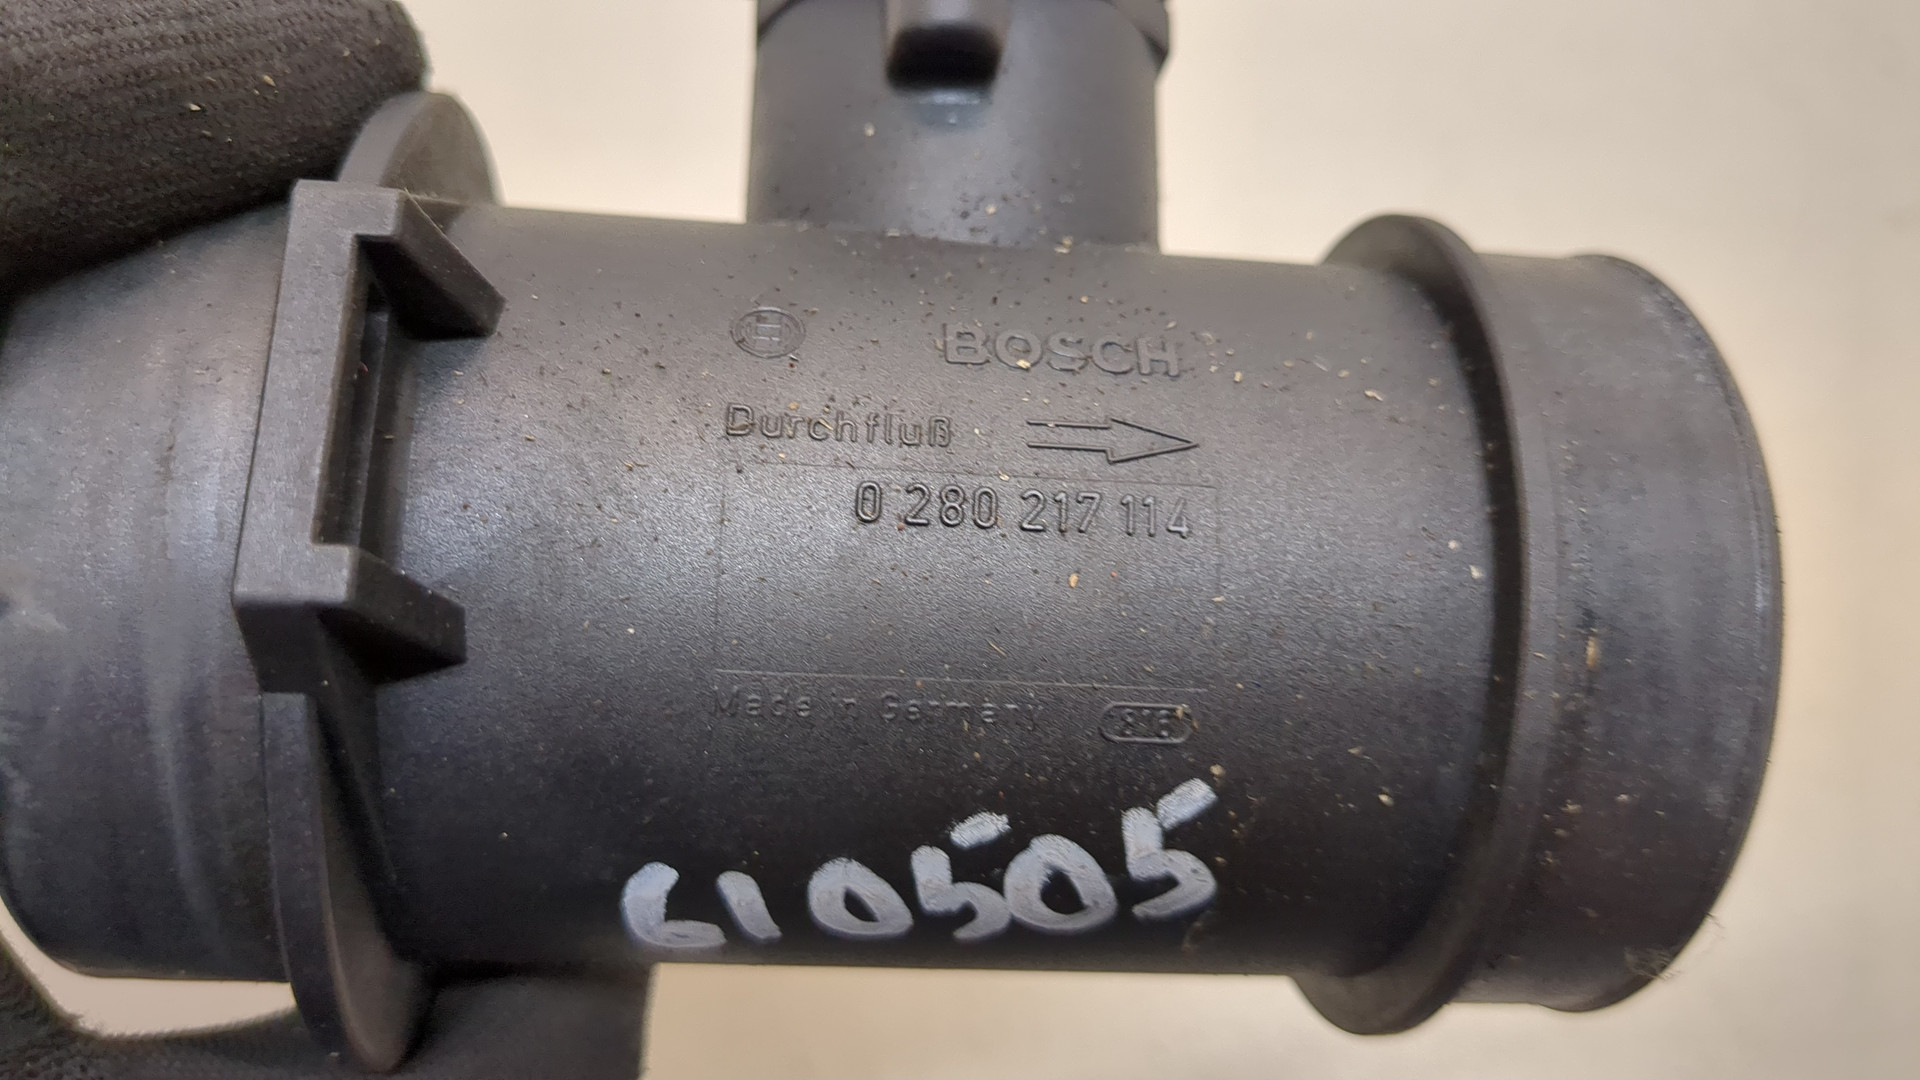 BOSCH
Durchfluß
0 280 217 114
Made in Germany
610505